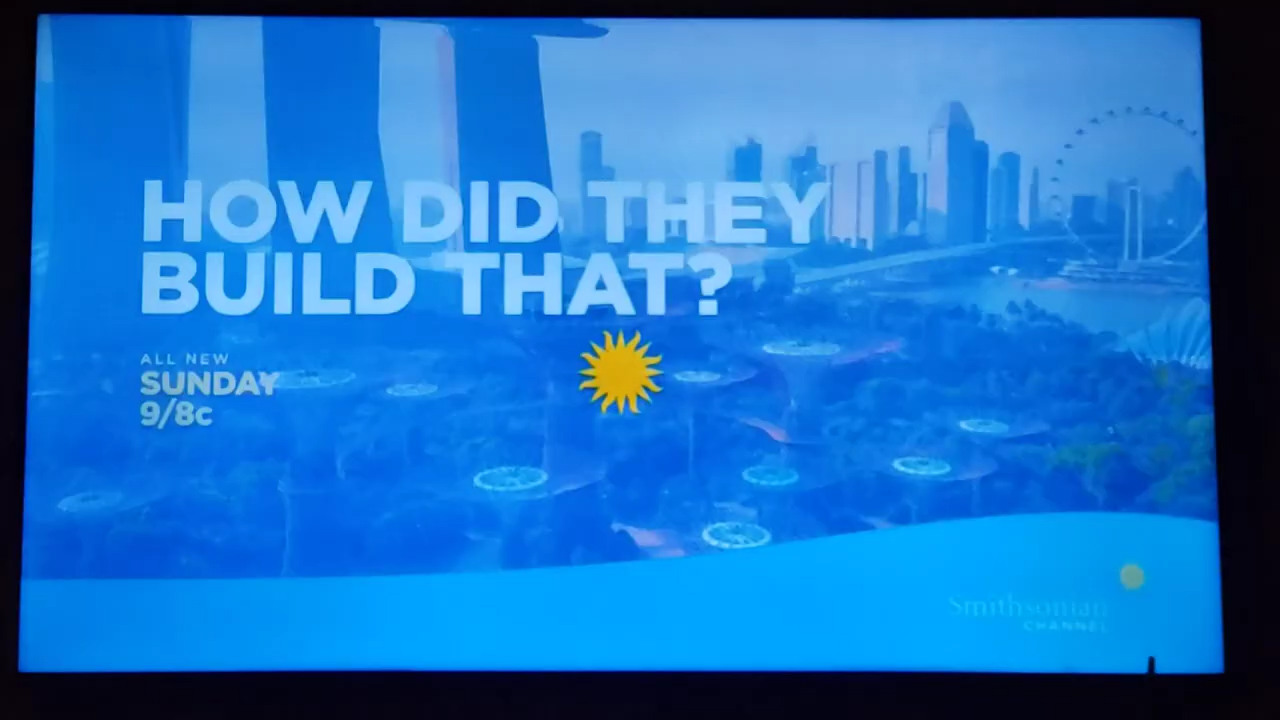 HOW DID THEY
BUILD THAT?
ALL NEW
SUNDAY
9/8c
Smithsonian
CHANNEL